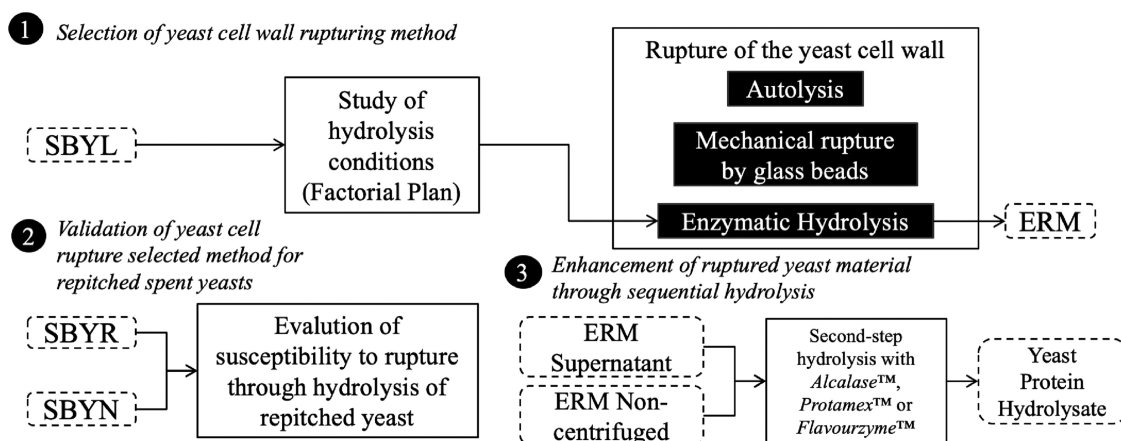 1 Selection of yeast cell wall rupturing method
SBYL
Study of
hydrolysis
conditions
(Factorial Plan)
Rupture of the yeast cell wall
Autolysis
Mechanical rupture
by glass beads
Enzymatic Hydrolysis
ERM
2 Validation of yeast cell
rupture selected method for
repitched spent yeasts
SBYR
SBYN
Evalution of
susceptibility to rupture
through hydrolysis of
repitched yeast
3 Enhancement of ruptured yeast material
through sequential hydrolysis
ERM
Supernatant
ERM Non-
centrifuged
Second-step
hydrolysis with
Alcalase™,
Protamex™ or
Flavourzyme™
Yeast
Protein
Hydrolysate